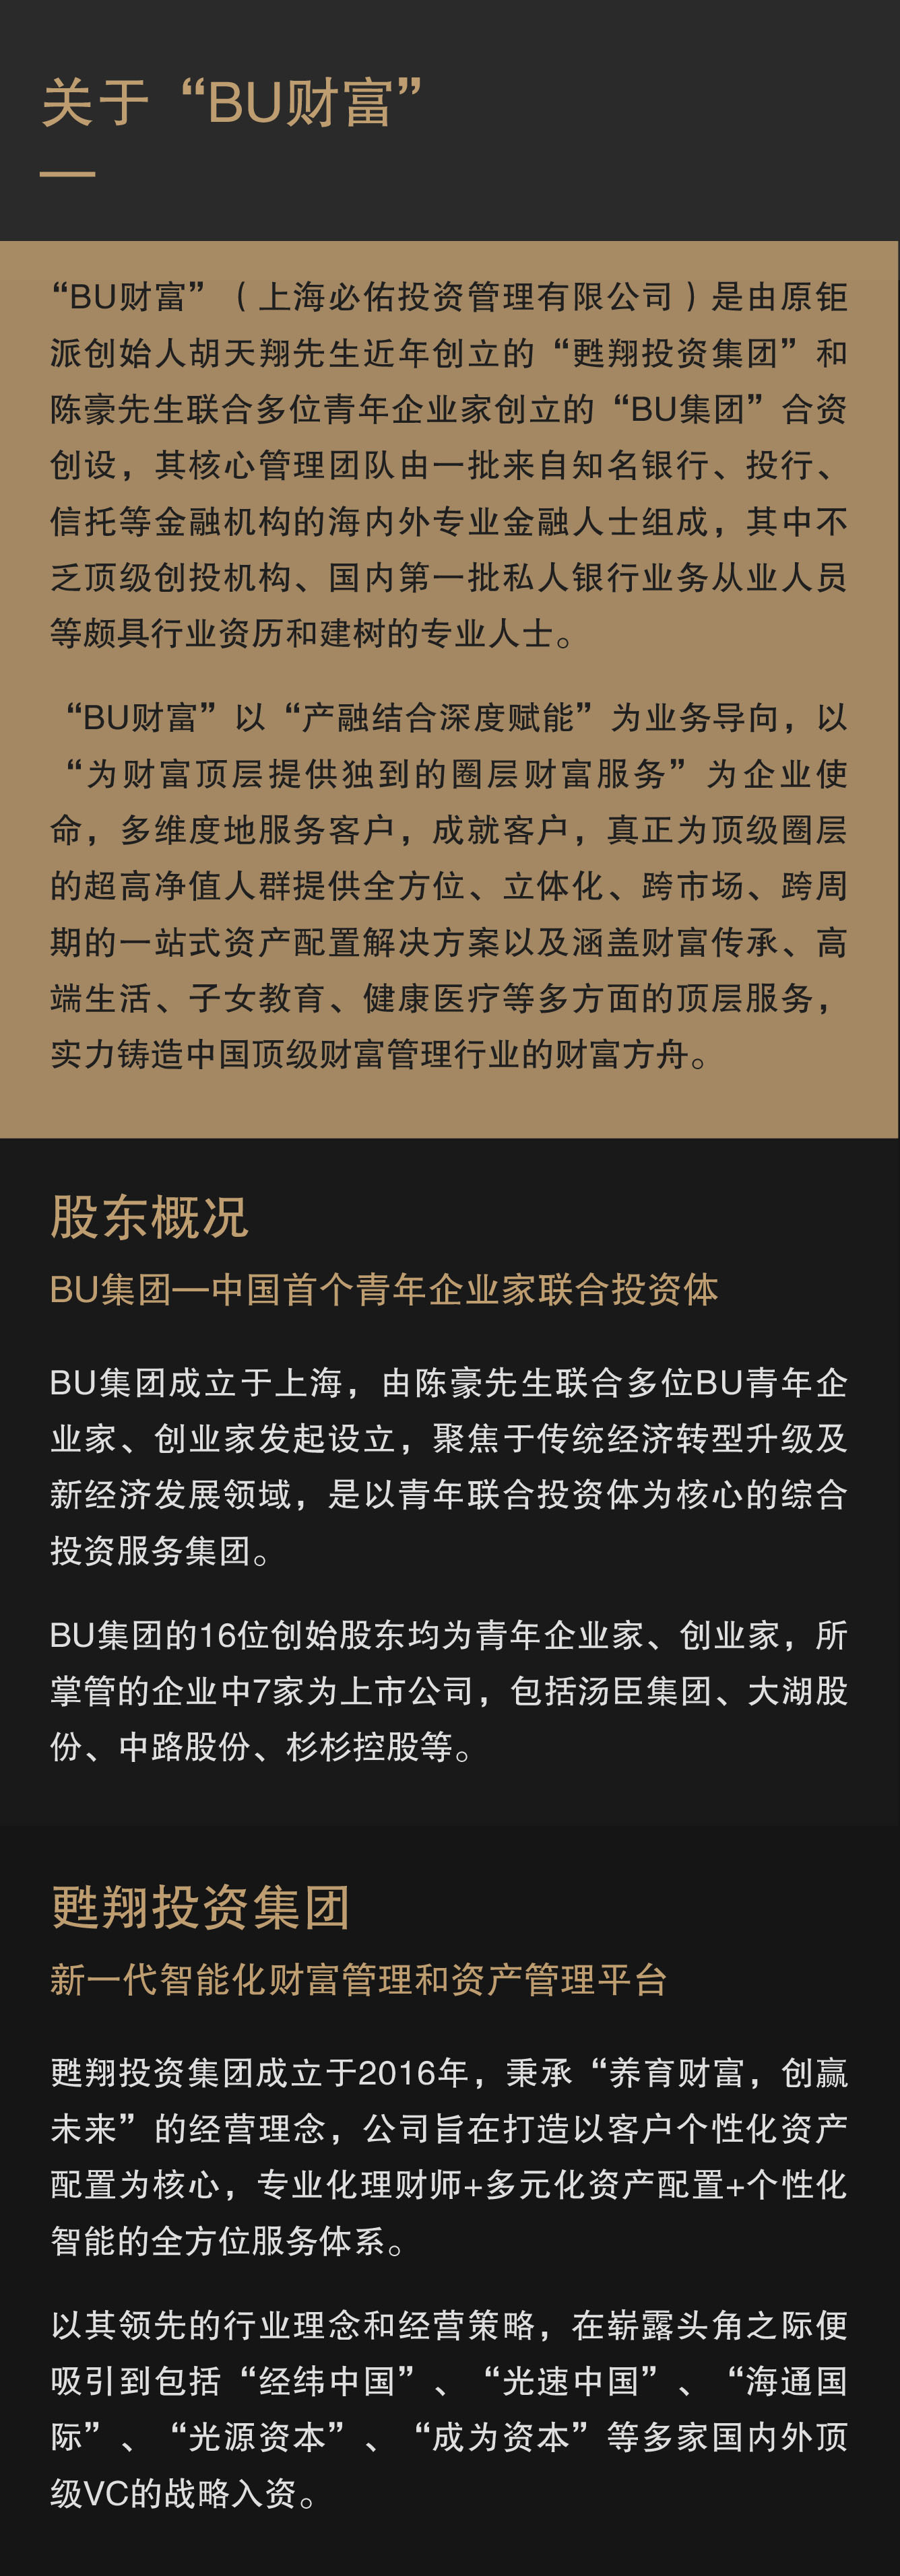 关于“BU财富”
“BU财富”（上海必佑投资管理有限公司）是由原钜
派创始人胡天翔先生近年创立的“甦翔投资集团”和
陈豪先生联合多位青年企业家创立的“BU集团”合资
创设，其核心管理团队由一批来自知名银行、投行、
信托等金融机构的海内外专业金融人士组成，其中不
乏顶级创投机构、国内第一批私人银行业务从业人员
等颇具行业资历和建树的专业人士。
“BU财富”以“产融结合深度赋能”为业务导向，以
“为财富顶层提供独到的圈层财富服务”为企业使
命，多维度地服务客户，成就客户，真正为顶级圈层
的超高净值人群提供全方位、立体化、跨市场、跨周
期的一站式资产配置解决方案以及涵盖财富传承、高
端生活、子女教育、健康医疗等多方面的顶层服务，
实力铸造中国顶级财富管理行业的财富方舟。
股东概况
BU集团—中国首个青年企业家联合投资体
BU集团成立于上海，由陈豪先生联合多位BU青年企
业家、创业家发起设立，聚焦于传统经济转型升级及
新经济发展领域，是以青年联合投资体为核心的综合
投资服务集团。
BU集团的16位创始股东均为青年企业家、创业家，所
掌管的企业中7家为上市公司，包括汤臣集团、大湖股
份、中路股份、杉杉控股等。
甦翔投资集团
新一代智能化财富管理和资产管理平台
甦翔投资集团成立于2016年，秉承“养育财富，创赢
未来”的经营理念，公司旨在打造以客户个性化资产
配置为核心，专业化理财师+多元化资产配置+个性化
智能的全方位服务体系。
以其领先的行业理念和经营策略，在崭露头角之际便
吸引到包括“经纬中国”、“光速中国”、“海通国
际”、“光源资本”、“成为资本”等多家国内外顶
级VC的战略入资。